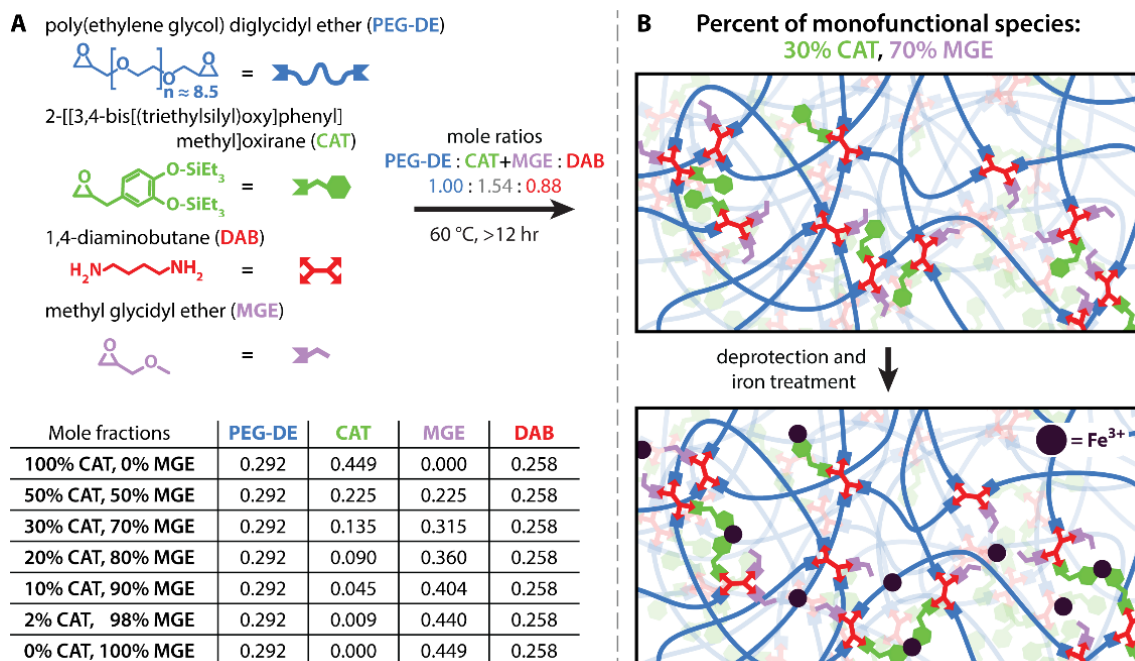 A
poly(ethylene glycol) diglycidyl ether (PEG-DE)
O
O
O
O
n ≈ 8.5
=
2-[[3,4-bis[(triethylsilyl)oxy]phenyl]
methyl]oxirane (CAT)
O
O-SiEt3
O-SiEt3
=
1,4-diaminobutane (DAB)
H2N
NH2
=
methyl glycidyl ether (MGE)
O
O
=
mole ratios
PEG-DE : CAT+MGE : DAB
1.00 : 1.54 : 0.88
60 °C, >12 hr
Mole fractions PEG-DE CAT MGE DAB
100% CAT, 0% MGE 0.292 0.449 0.000 0.258
50% CAT, 50% MGE 0.292 0.225 0.225 0.258
30% CAT, 70% MGE 0.292 0.135 0.315 0.258
20% CAT, 80% MGE 0.292 0.090 0.360 0.258
10% CAT, 90% MGE 0.292 0.045 0.404 0.258
2% CAT, 98% MGE 0.292 0.009 0.440 0.258
0% CAT, 100% MGE 0.292 0.000 0.449 0.258
B
Percent of monofunctional species:
30% CAT, 70% MGE
deprotection and
iron treatment
= Fe3+